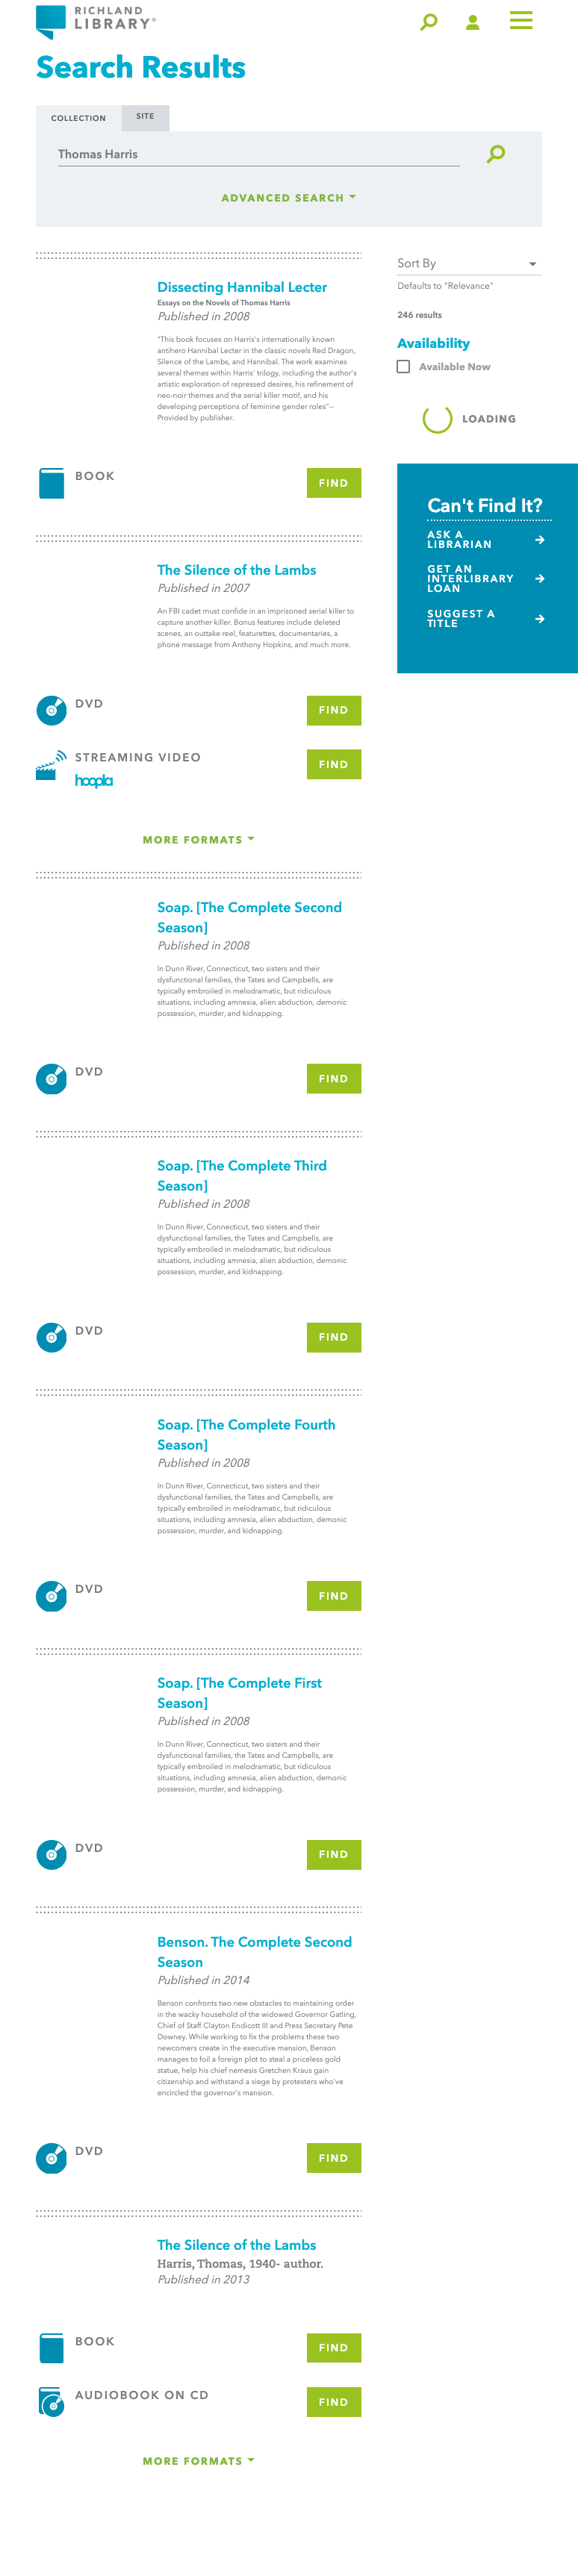 RICHLAND
LIBRARY®
Search Results
COLLECTION
SITE
Thomas Harris
ADVANCED SEARCH
Sort By
Defaults to "Relevance"
246 results
Availability
Available Now
LOADING
Can't Find It?
ASK A
LIBRARIAN
GET AN
INTERLIBRARY
LOAN
SUGGEST A
TITLE
Dissecting Hannibal Lecter
Essays on the Novels of Thomas Harris
Published in 2008
"This book focuses on Harris's internationally known
antihero Hannibal Lecter in the classic novels Red Dragon,
Silence of the Lambs, and Hannibal. The work examines
several themes within Harris' trilogy, including the author's
artistic exploration of repressed desires, his refinement of
neo-noir themes and the serial killer motif, and his
developing perceptions of feminine gender roles"--
Provided by publisher.
BOOK
FIND
The Silence of the Lambs
Published in 2007
An FBI cadet must confide in an imprisoned serial killer to
capture another killer. Bonus features include deleted
scenes, an outtake reel, featurettes, documentaries, a
phone message from Anthony Hopkins, and much more.
DVD
FIND
STREAMING VIDEO
hoopla
FIND
MORE FORMATS
Soap. [The Complete Second
Season]
Published in 2008
In Dunn River, Connecticut, two sisters and their
dysfunctional families, the Tates and Campbells, are
typically embroiled in melodramatic, but ridiculous
situations, including amnesia, alien abduction, demonic
possession, murder, and kidnapping.
DVD
FIND
Soap. [The Complete Third
Season]
Published in 2008
In Dunn River, Connecticut, two sisters and their
dysfunctional families, the Tates and Campbells, are
typically embroiled in melodramatic, but ridiculous
situations, including amnesia, alien abduction, demonic
possession, murder, and kidnapping.
DVD
FIND
Soap. [The Complete Fourth
Season]
Published in 2008
In Dunn River, Connecticut, two sisters and their
dysfunctional families, the Tates and Campbells, are
typically embroiled in melodramatic, but ridiculous
situations, including amnesia, alien abduction, demonic
possession, murder, and kidnapping.
DVD
FIND
Soap. [The Complete First
Season]
Published in 2008
In Dunn River, Connecticut, two sisters and their
dysfunctional families, the Tates and Campbells, are
typically embroiled in melodramatic, but ridiculous
situations, including amnesia, alien abduction, demonic
possession, murder, and kidnapping.
DVD
FIND
Benson. The Complete Second
Season
Published in 2014
Benson confronts two new obstacles to maintaining order
in the wacky household of the widowed Governor Gatling,
Chief of Staff Clayton Endicott III and Press Secretary Pete
Downey. While working to fix the problems these two
newcomers create in the executive mansion, Benson
manages to foil a foreign plot to steal a priceless gold
statue, help his chief nemesis Gretchen Kraus gain
citizenship and withstand a siege by protesters who've
encircled the governor's mansion.
DVD
FIND
The Silence of the Lambs
Harris, Thomas, 1940- author.
Published in 2013
BOOK
FIND
AUDIOBOOK ON CD
FIND
MORE FORMATS